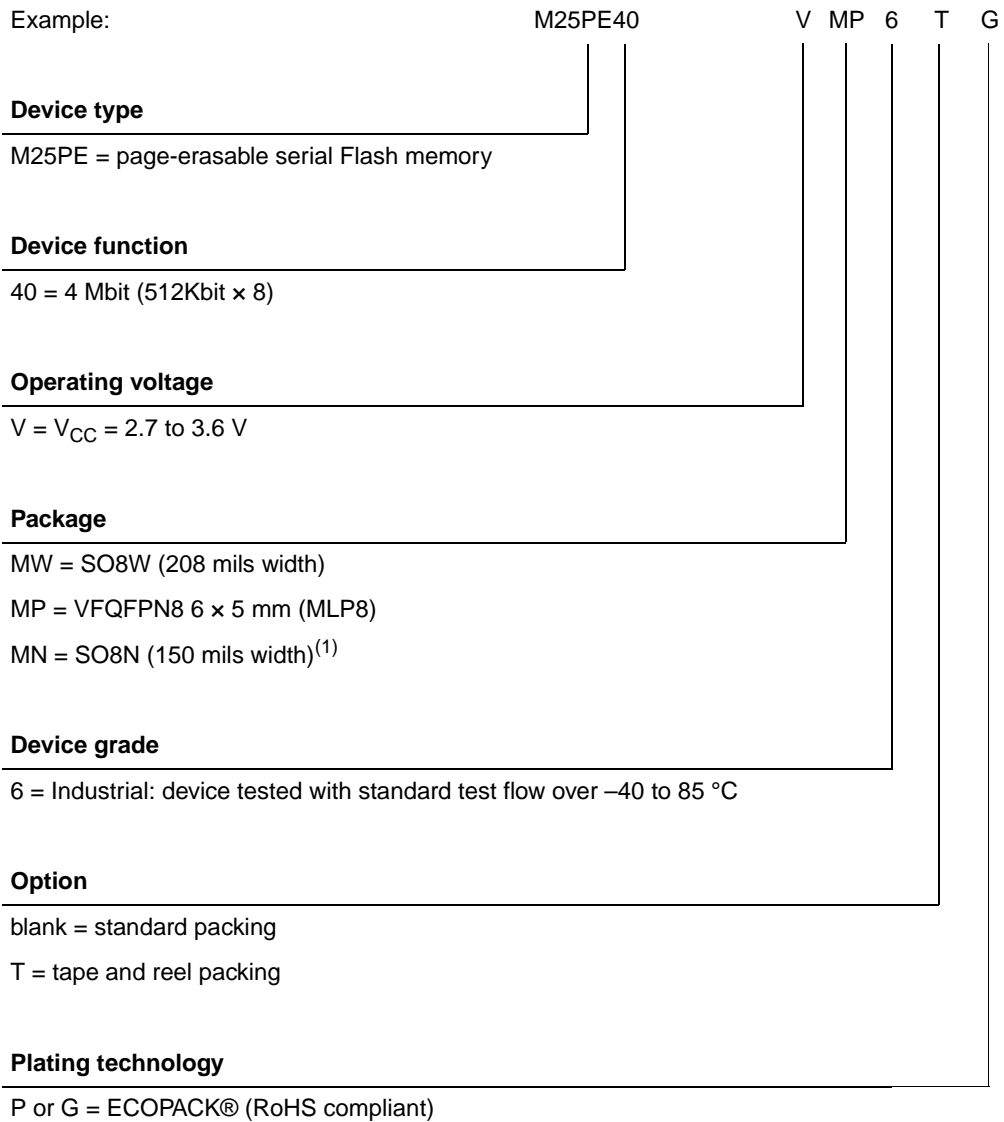 Example: M25PE40 V MP 6 T G
Device type
M25PE = page-erasable serial Flash memory
Device function
40 = 4 Mbit (512Kbit × 8)
Operating voltage
V = VCC = 2.7 to 3.6 V
Package
MW = SO8W (208 mils width)
MP = VFQFPN8 6 × 5 mm (MLP8)
MN = SO8N (150 mils width)(1)
Device grade
6 = Industrial: device tested with standard test flow over –40 to 85 °C
Option
blank = standard packing
T = tape and reel packing
Plating technology
P or G = ECOPACK® (RoHS compliant)